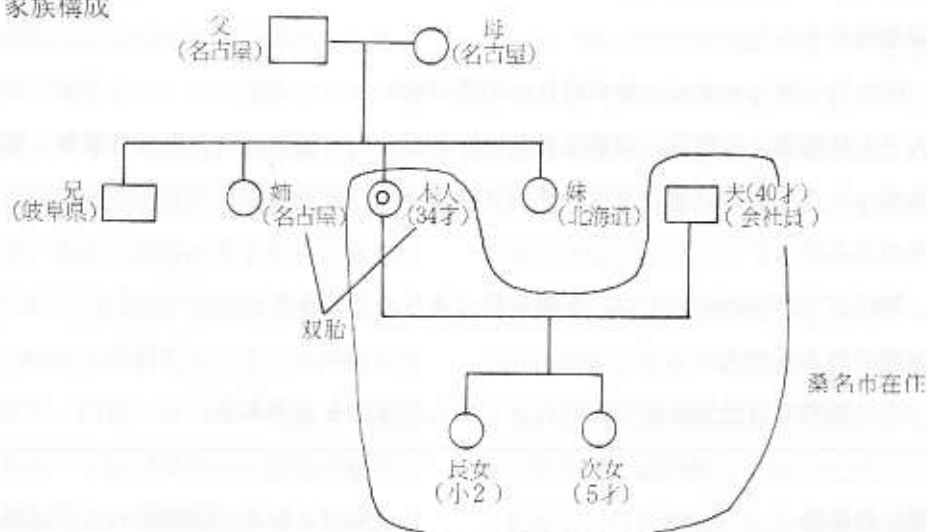 家族構成
父
(名古屋)
母
(名古屋)
兄
(岐阜県)
姉
(名古屋)
本人
(34才)
妹
(北海道)
夫(40才)
(会社員)
双胎
桑名市在住
長女
(小2)
次女
(5才)